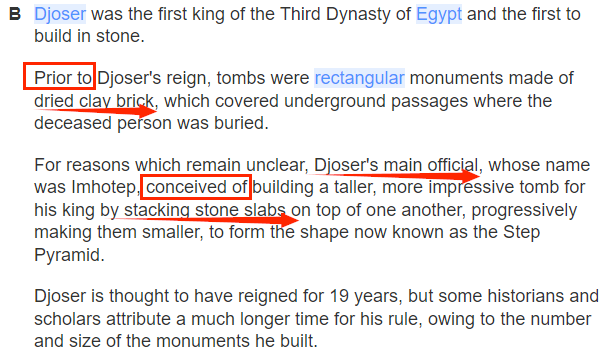 B Djoser was the first king of the Third Dynasty of Egypt and the first to
build in stone.
Prior to Djoser's reign, tombs were rectangular monuments made of
dried clay brick, which covered underground passages where the
deceased person was buried.
For reasons which remain unclear, Djoser's main official, whose name
was Imhotep, conceived of building a taller, more impressive tomb for
his king by stacking stone slabs on top of one another, progressively
making them smaller, to form the shape now known as the Step
Pyramid.
Djoser is thought to have reigned for 19 years, but some historians and
scholars attribute a much longer time for his rule, owing to the number
and size of the monuments he built.